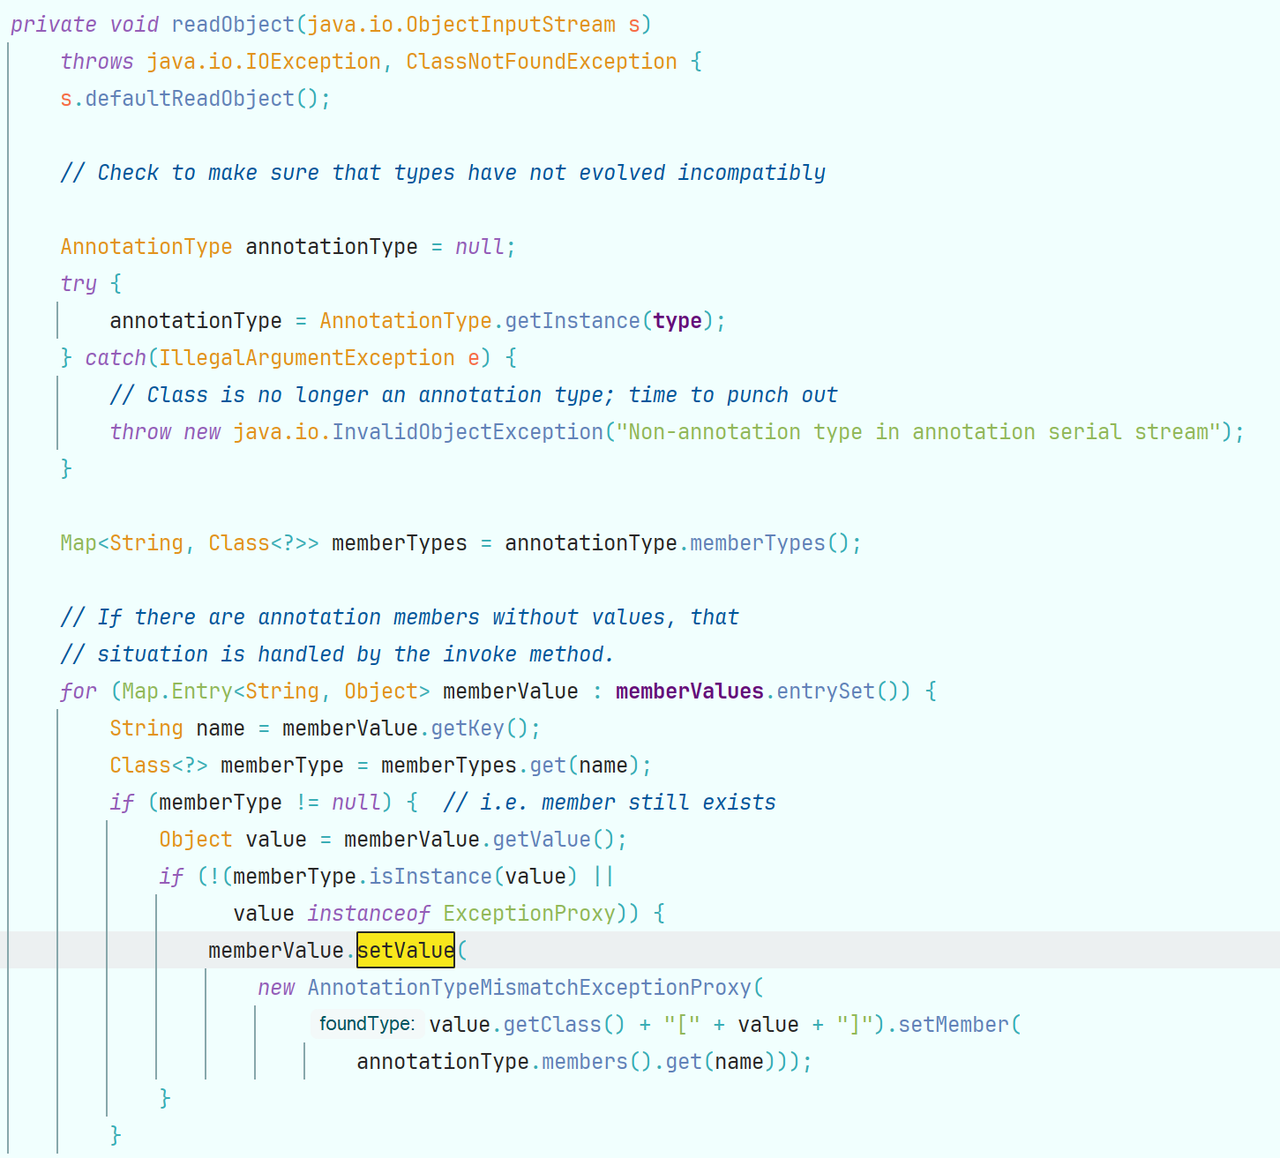 private void readObject(java.io.ObjectInputStream s)
    throws java.io.IOException, ClassNotFoundException {
    s.defaultReadObject();
    // Check to make sure that types have not evolved incompatibly
    AnnotationType annotationType = null;
    try {
        annotationType = AnnotationType.getInstance(type);
    } catch(IllegalArgumentException e) {
        // Class is no longer an annotation type; time to punch out
        throw new java.io.InvalidObjectException("Non-annotation type in annotation serial stream");
    }
    Map<String, Class<?>> memberTypes = annotationType.memberTypes();
    // If there are annotation members without values, that
    // situation is handled by the invoke method.
    for (Map.Entry<String, Object> memberValue : memberValues.entrySet()) {
        String name = memberValue.getKey();
        Class<?> memberType = memberTypes.get(name);
        if (memberType != null) {  // i.e. member still exists
            Object value = memberValue.getValue();
            if (!(memberType.isInstance(value) ||
                  value instanceof ExceptionProxy)) {
                memberValue.setValue(
                    new AnnotationTypeMismatchExceptionProxy(
                        foundType: value.getClass() + "[" + value + "]").setMember(
                            annotationType.members().get(name)));
            }
        }